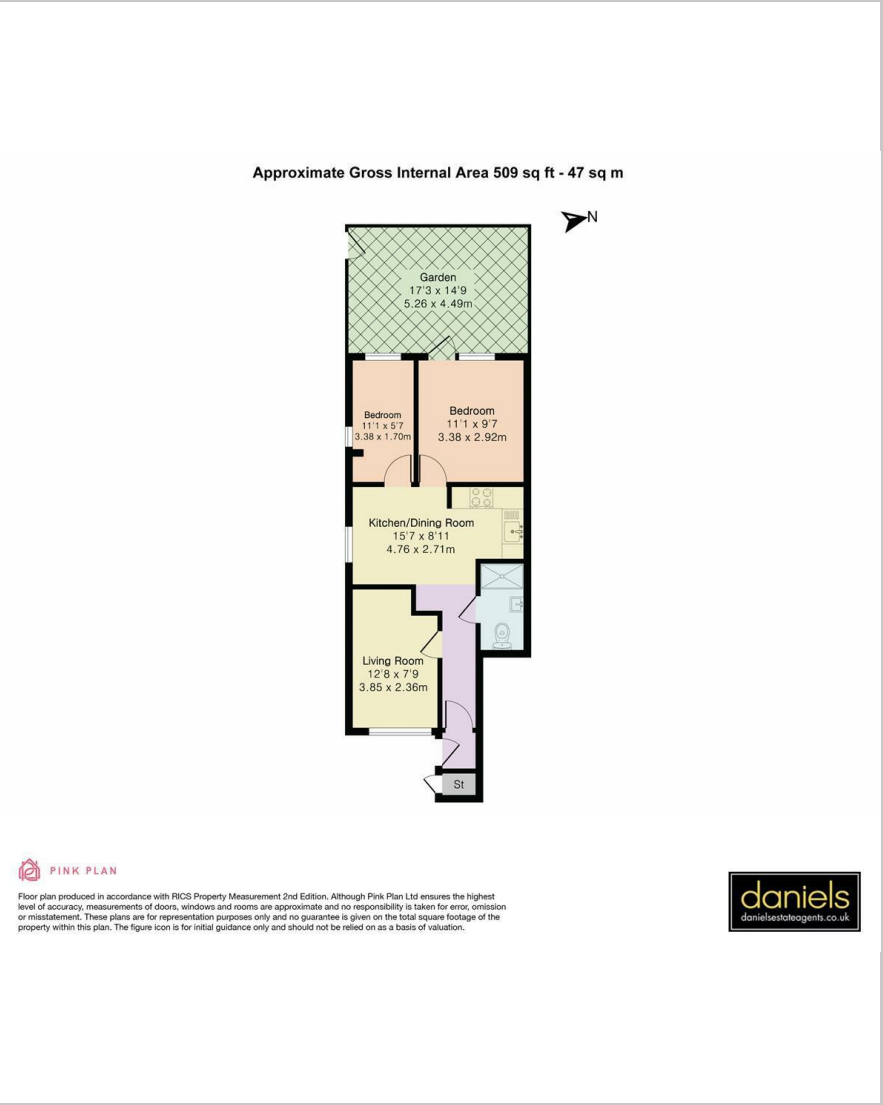 Approximate Gross Internal Area 509 sq ft - 47 sq m
N
Garden
17'3 x 14'9
5.26 x 4.49m
Bedroom
11'1 x 5'7
3.38 x 1.70m
Bedroom
11'1 x 9'7
3.38 x 2.92m
Kitchen/Dining Room
15'7 x 8'11
4.76 x 2.71m
Living Room
12'8 x 7'9
3.85 x 2.36m
St
PINK PLAN
Floor plan produced in accordance with RICS Property Measurement 2nd Edition. Although Pink Plan Ltd ensures the highest
level of accuracy, measurements of doors, windows and rooms are approximate and no responsibility is taken for error, omission
or misstatement. These plans are for representation purposes only and no guarantee is given on the total square footage of the
property within this plan. The figure icon is for initial guidance only and should not be relied on as a basis of valuation.
daniels
danielsestateagents.co.uk